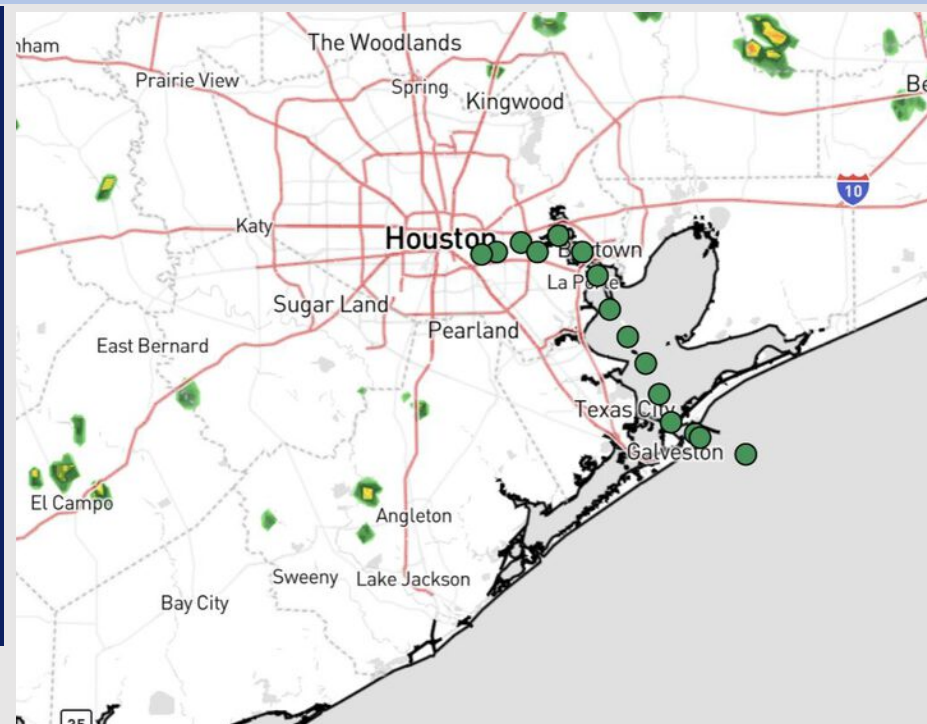 The Woodlands
nham
Prairie View
Spring
Kingwood
Be
10
Katy
Houston
Baytown
La Porte
Sugar Land
Pearland
East Bernard
Texas City
Galveston
El Campo
Angleton
Sweeny
Lake Jackson
Bay City
35